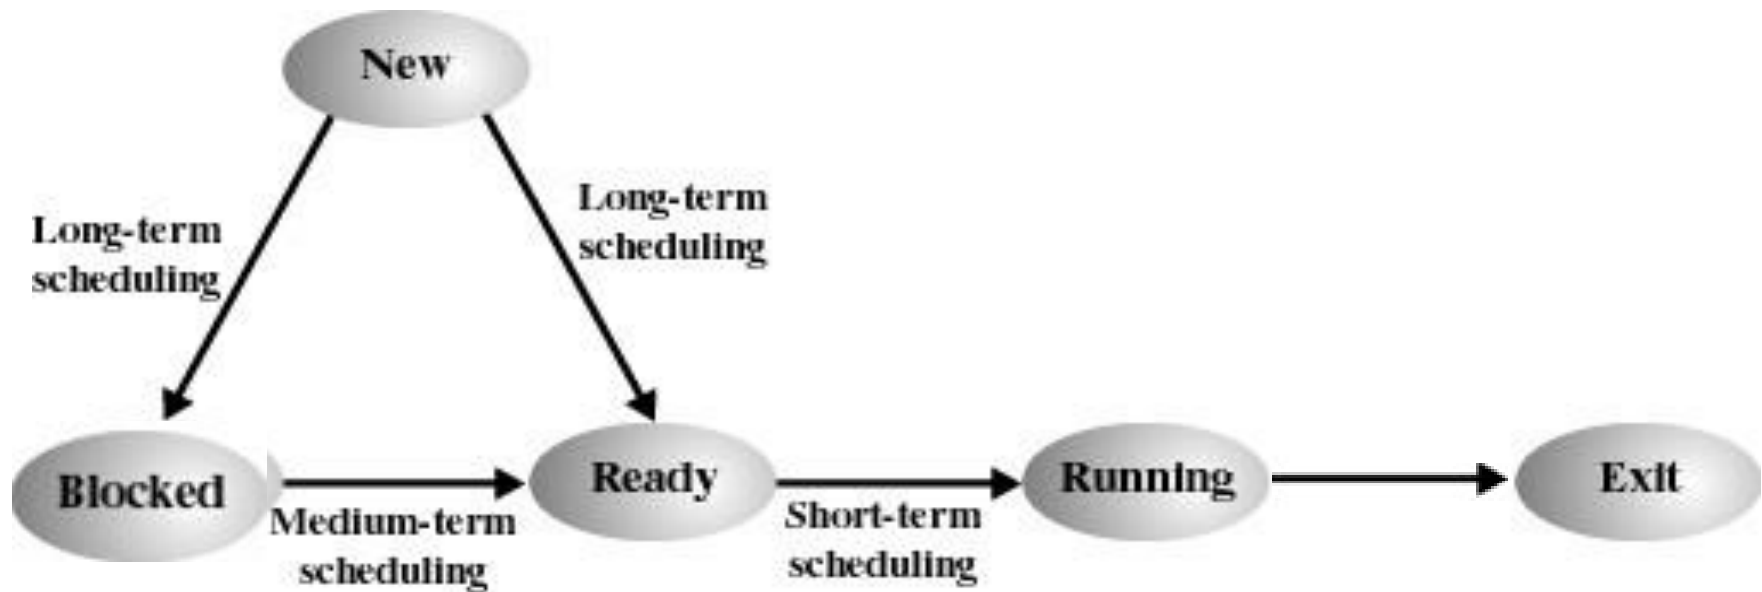 New
Long-term
scheduling
Long-term
scheduling
Blocked
Medium-term
scheduling
Ready
Short-term
scheduling
Running
Exit